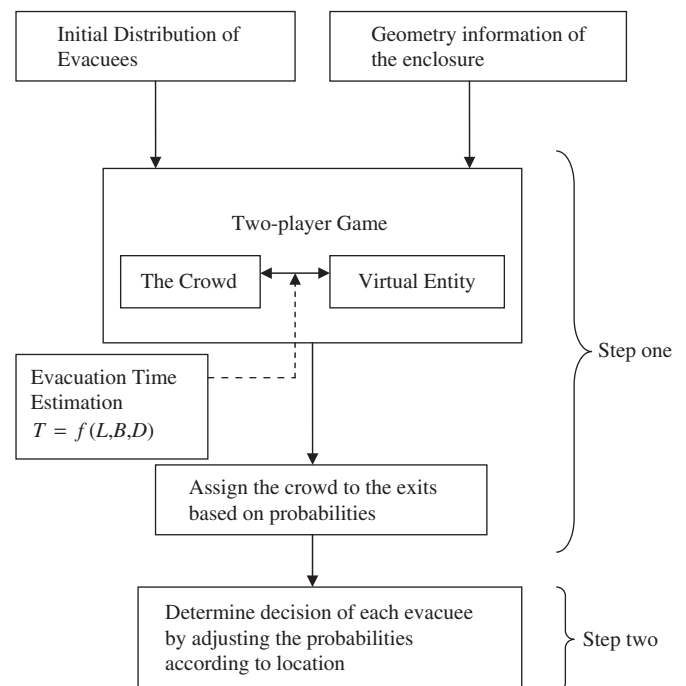 Initial Distribution of
Evacuees
Geometry information of
the enclosure
Two-player Game
The Crowd
Virtual Entity
Evacuation Time
Estimation
T = f(L,B,D)
Step one
Assign the crowd to the exits
based on probabilities
Determine decision of each evacuee
by adjusting the probabilities
according to location
Step two